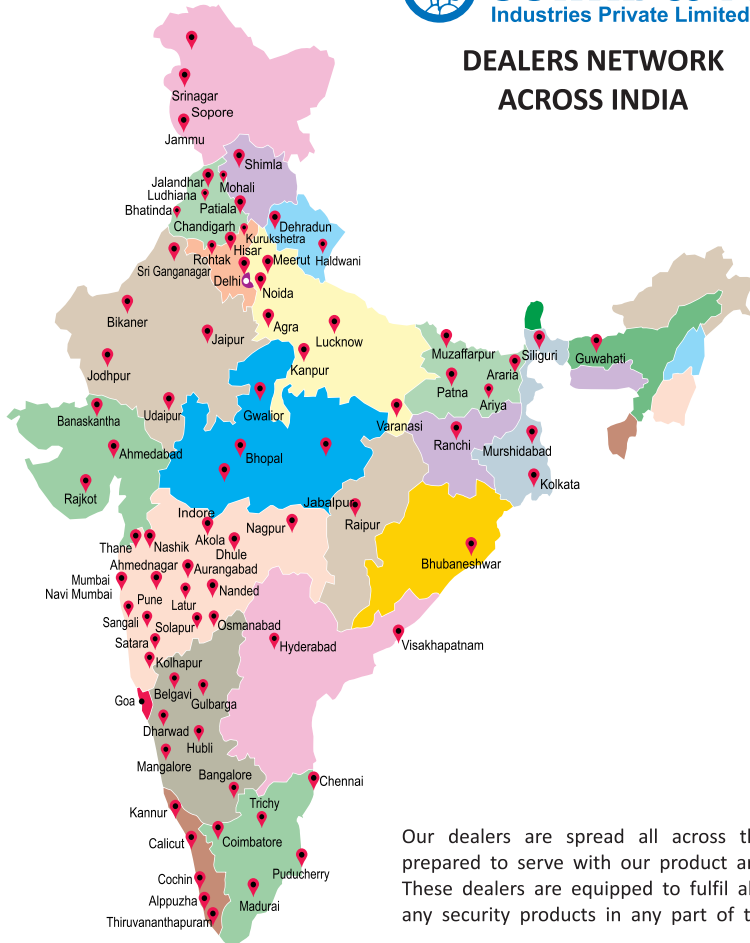 Industries Private Limited
DEALERS NETWORK
ACROSS INDIA
Srinagar
Sopore
Jammu
Shimla
Jalandhar
Mohali
Ludhiana
Bhatinda
Patiala
Chandigarh
Dehradun
Kurukshetra
Hisar
Haldwani
Rohtak
Meerut
Sri Ganganagar
Delhi
Noida
Bikaner
Agra
Lucknow
Jaipur
Muzaffarpur
Siliguri
Guwahati
Jodhpur
Kanpur
Araria
Patna
Ariya
Udaipur
Gwalior
Banaskantha
Varanasi
Ranchi
Ahmedabad
Bhopal
Murshidabad
Rajkot
Kolkata
Jabalpur
Indore
Raipur
Nagpur
Akola
Thane
Nashik
Dhule
Ahmednagar
Aurangabad
Bhubaneshwar
Mumbai
Navi Mumbai
Pune
Latur
Nanded
Sangali
Solapur
Osmanabad
Satara
Hyderabad
Visakhapatnam
Kolhapur
Belgavi
Goa
Gulbarga
Dharwad
Hubli
Mangalore
Bangalore
Chennai
Kannur
Trichy
Calicut
Coimbatore
Puducherry
Cochin
Alppuzha
Madurai
Thiruvananthapuram
Our dealers are spread all across
prepared to serve with our product
These dealers are equipped to fulfil
any security products in any part of